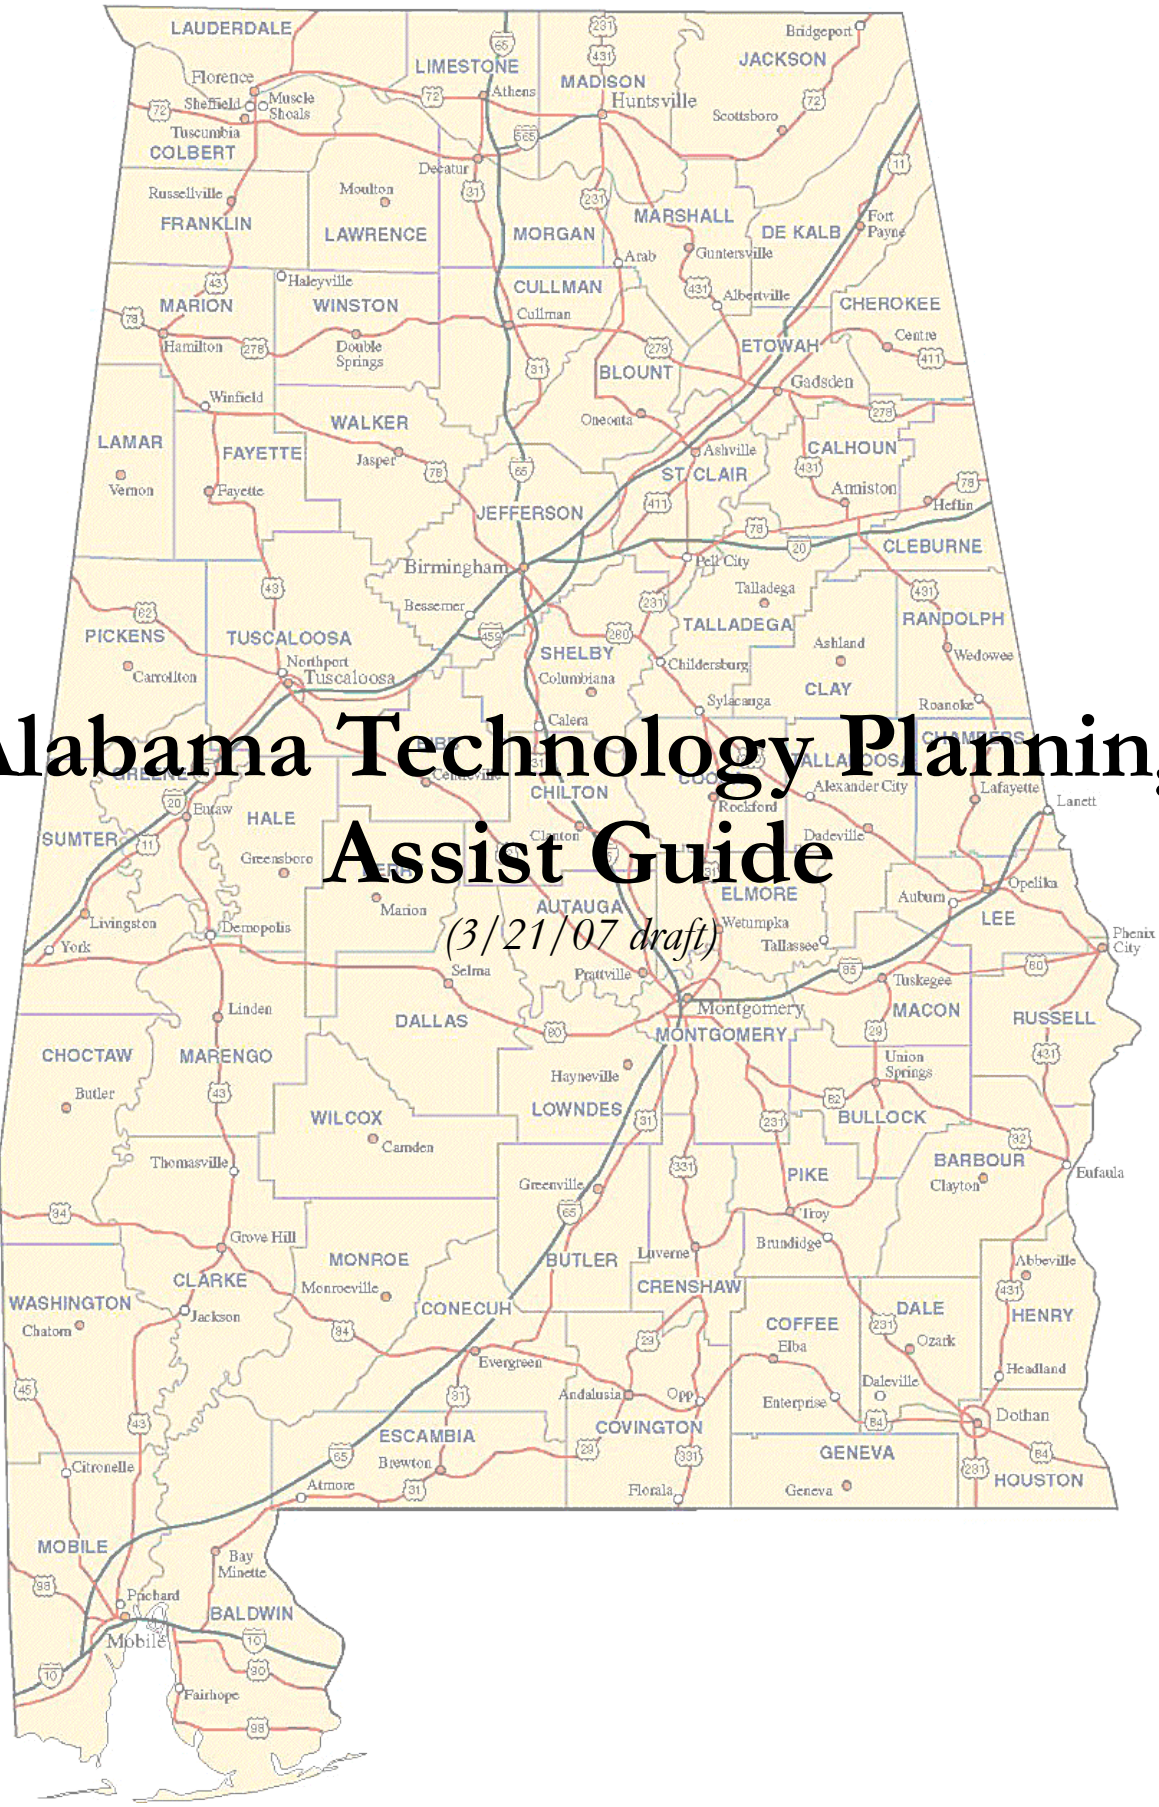 LAUDERDALE
Bridgeport
JACKSON
LIMESTONE
MADISON
Florence
Athens
Huntsville
Sheffield
Muscle
Shoals
Tuscumbia
Scottsboro
COLBERT
Decatur
Russellville
Moulton
FRANKLIN
LAWRENCE
MORGAN
MARSHALL
DE KALB
Fort
Payne
Arab
Guntersville
Haleyville
CULLMAN
Albertville
MARION
WINSTON
CHEROKEE
Cullman
Centre
Hamilton
Double
Springs
ETOWAH
BLOUNT
Gadsden
Winfield
Oneonta
WALKER
LAMAR
FAYETTE
Jasper
Ashville
CALHOUN
ST CLAIR
Vernon
Fayette
Anniston
Heflin
JEFFERSON
CLEBURNE
Birmingham
Pell City
Bessemer
Talladega
PICKENS
TUSCALOOSA
TALLADEGA
RANDOLPH
Ashland
SHELBY
Wedowee
Carrollton
Northport
Tuscaloosa
Childersburg
Columbiana
CLAY
Sylacauga
Roanoke
Calera
CHAMBERS
Alabama Technology Planning
TALLAPOOSA
GREENE
Centeville
CHILTON
Rockford
Alexander City
Lafayette
Lanett
Eutaw
HALE
SUMTER
Clanton
Dadeville
Assist Guide
Greensboro
ELMORE
Opelika
Auburn
Marion
AUTAUGA
LEE
Livingston
Demopolis
Wetumpka
(3/21/07 draft)
Tallassee
Phenix
City
York
Selma
Prattville
Tuskegee
Linden
Montgomery
MACON
DALLAS
RUSSELL
MONTGOMERY
CHOCTAW
MARENGO
Union
Springs
Hayneville
Butler
WILCOX
LOWNDES
BULLOCK
Camden
Thomasville
BARBOUR
PIKE
Eufaula
Clayton
Greenville
Troy
Grove Hill
Brundidge
MONROE
BUTLER
Luverne
Abbeville
CLARKE
Monroeville
CRENSHAW
WASHINGTON
CONECUH
DALE
HENRY
Jackson
COFFEE
Chatom
Elba
Ozark
Evergreen
Headland
Andalusia
Opp
Daleville
Enterprise
Dothan
COVINGTON
ESCAMBIA
GENEVA
Citronelle
Brewton
HOUSTON
Atmore
Florala
Geneva
MOBILE
Bay
Minette
Prichard
BALDWIN
Mobile
Fairhope